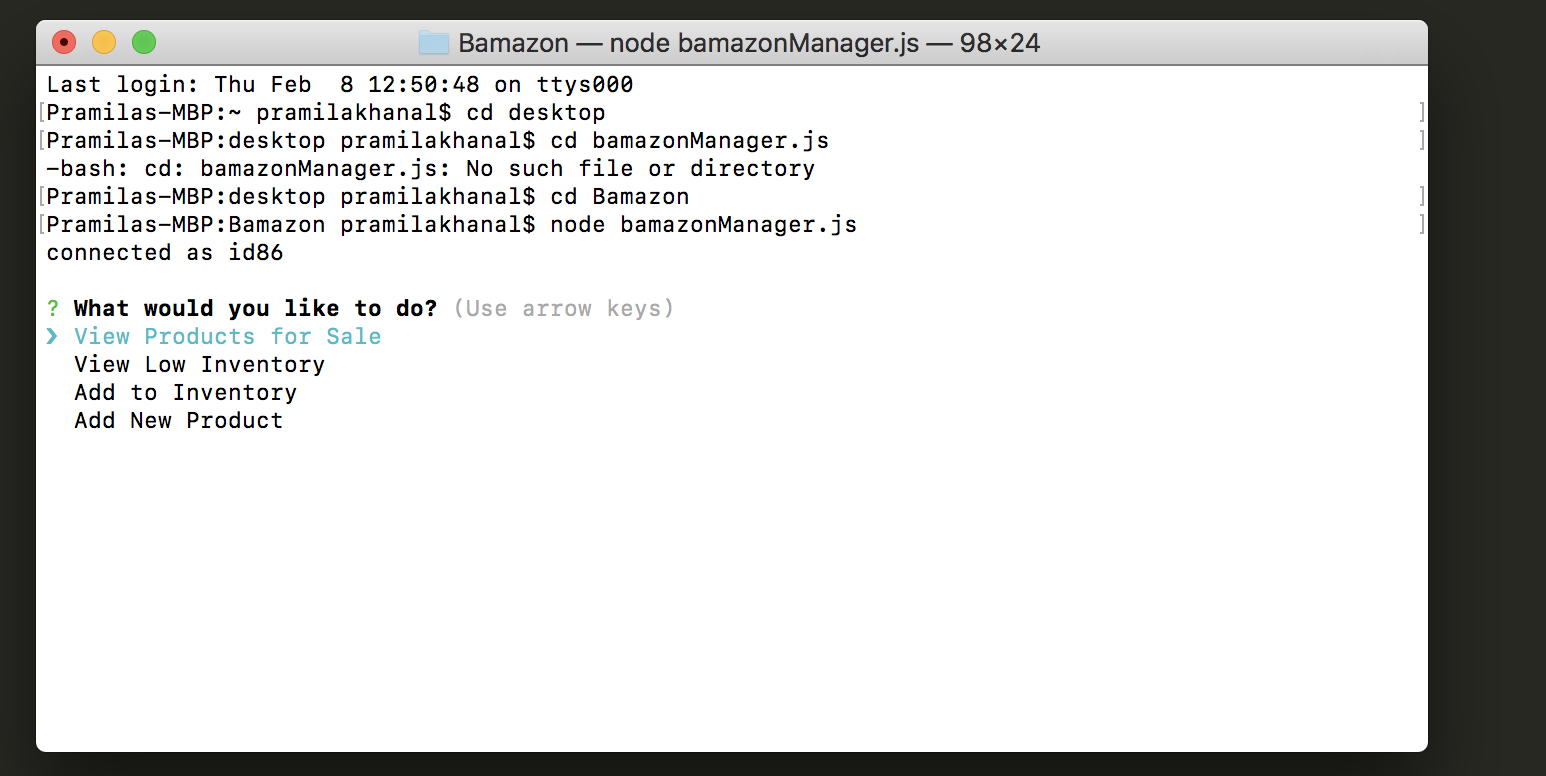 Bamazon — node bamazonManager.js — 98×24
Last login: Thu Feb  8 12:50:48 on ttys000
[Pramilas-MBP:~ pramilakhanal$ cd desktop ]
[Pramilas-MBP:desktop pramilakhanal$ cd bamazonManager.js ]
-bash: cd: bamazonManager.js: No such file or directory
[Pramilas-MBP:desktop pramilakhanal$ cd Bamazon ]
[Pramilas-MBP:Bamazon pramilakhanal$ node bamazonManager.js ]
connected as id86
? What would you like to do? (Use arrow keys)
❯ View Products for Sale
View Low Inventory
Add to Inventory
Add New Product